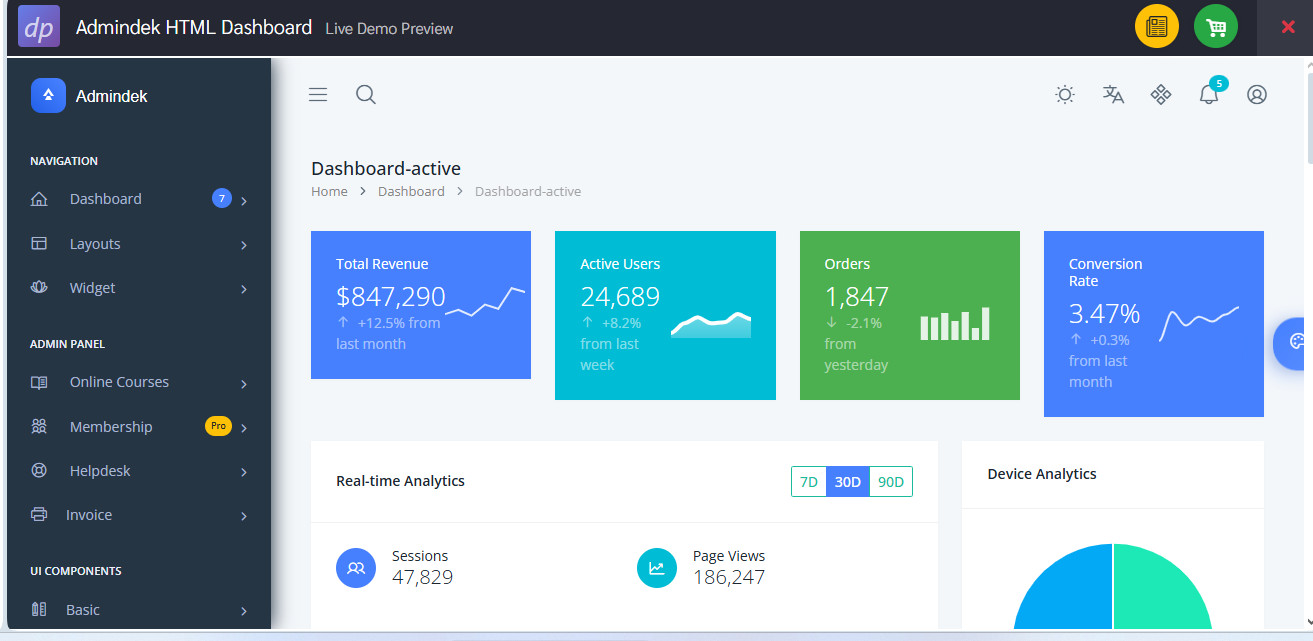 dp Admindek HTML Dashboard Live Demo Preview
Admindek
NAVIGATION
Dashboard 7
Layouts
Widget
ADMIN PANEL
Online Courses
Membership Pro
Helpdesk
Invoice
UI COMPONENTS
Basic
5
Dashboard-active
Home > Dashboard > Dashboard-active
Total Revenue
$847,290
↑ +12.5% from
last month
Active Users
24,689
↑ +8.2%
from last
week
Orders
1,847
↓ -2.1%
from
yesterday
Conversion
Rate
3.47%
↑ +0.3%
from last
month
Real-time Analytics
7D 30D 90D
Sessions
47,829
Page Views
186,247
Device Analytics